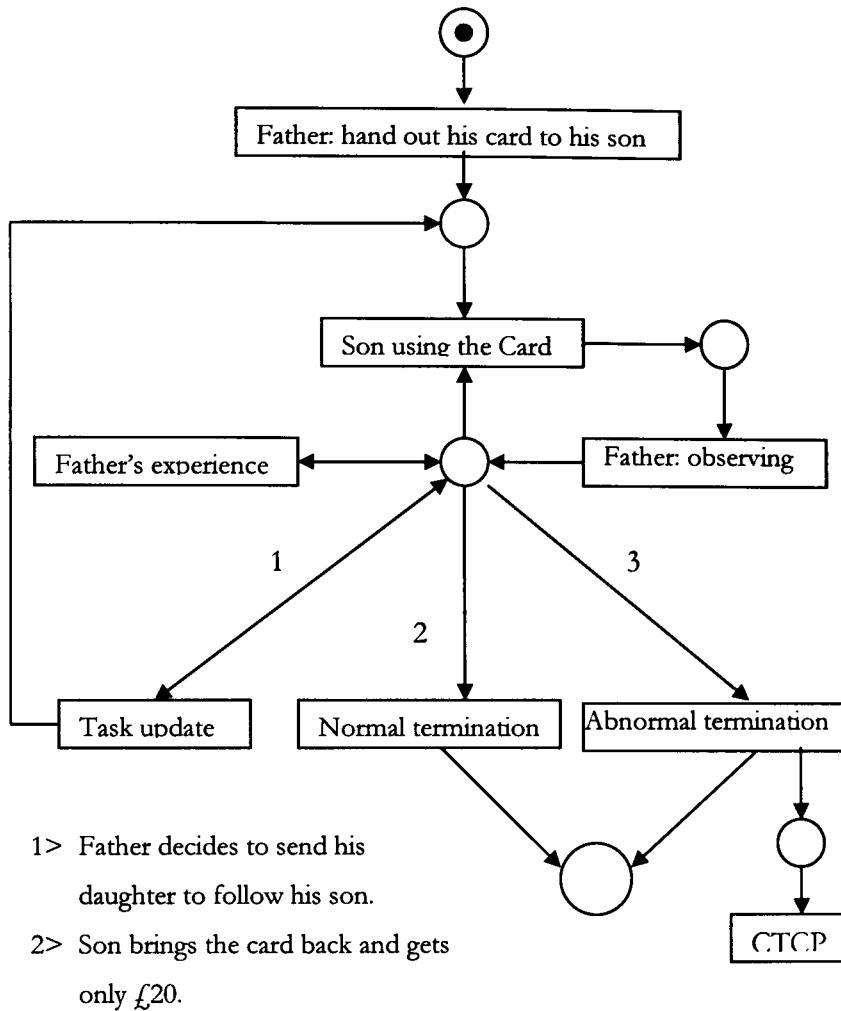 Father: hand out his card to his son
Son using the Card
Father's experience
Father: observing
1
2
3
Task update
Normal termination
Abnormal termination
1> Father decides to send his
daughter to follow his son.
2> Son brings the card back and gets
only £20.
CTCP